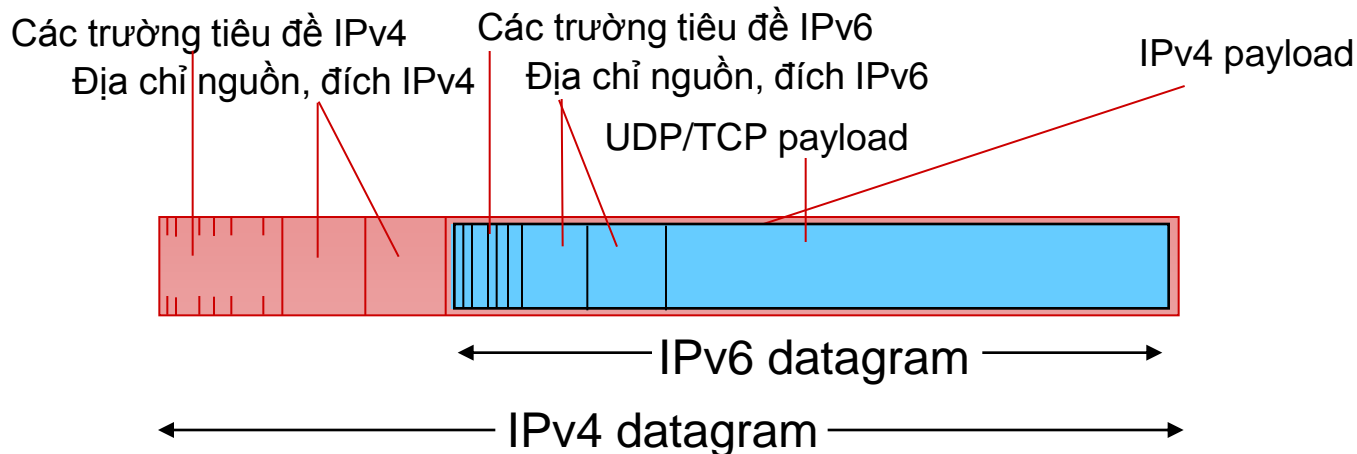 Các trường tiêu đề IPv4
Địa chỉ nguồn, đích IPv4
Các trường tiêu đề IPv6
Địa chỉ nguồn, đích IPv6
UDP/TCP payload
IPv4 payload
IPv6 datagram
IPv4 datagram